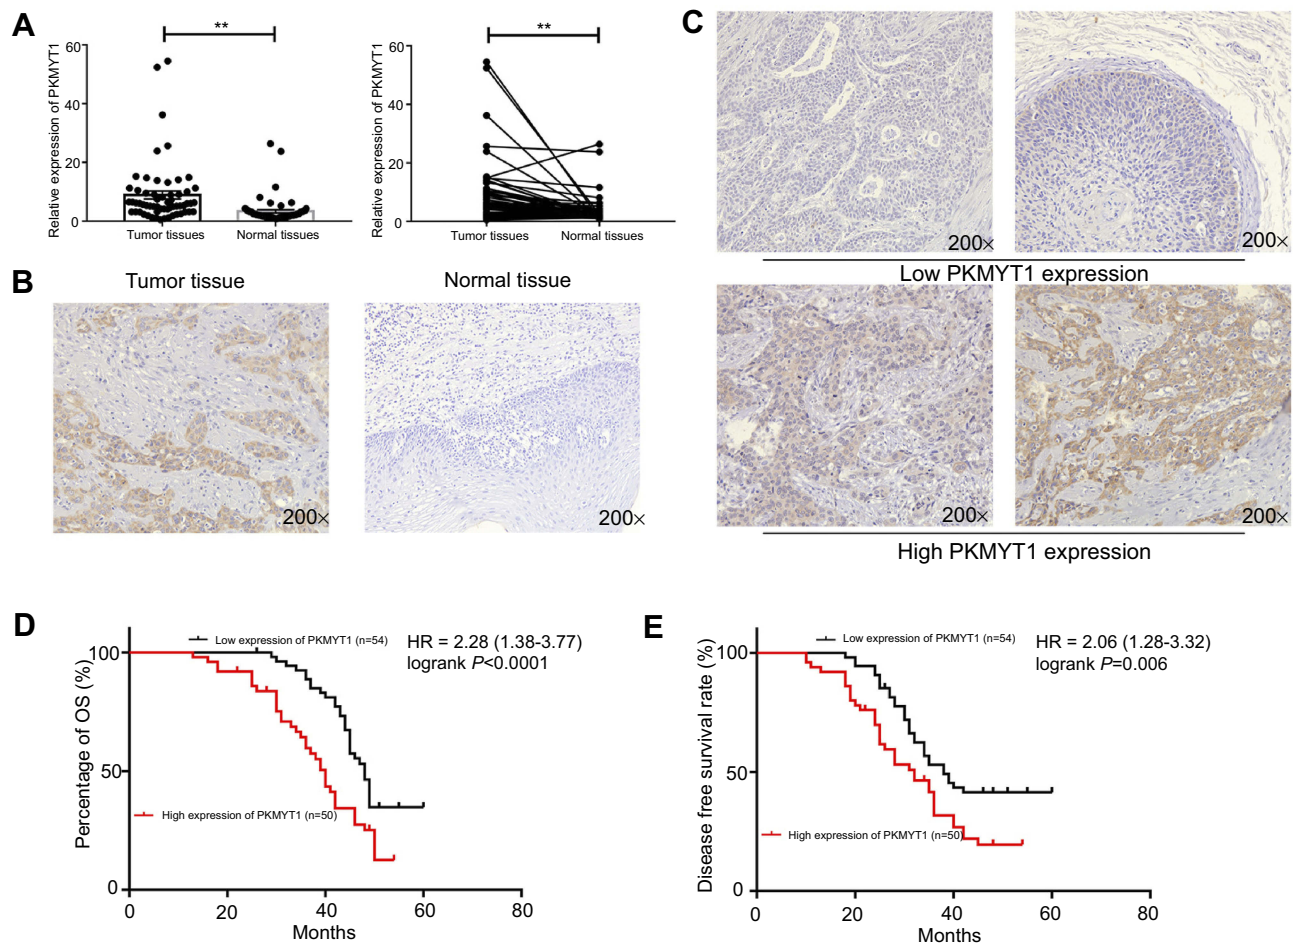 A
**
Relative expression of PKMYT1
60
40
20
0
Tumor tissues
Normal tissues
**
Relative expression of PKMYT1
60
40
20
0
Tumor tissues
Normal tissues
B
Tumor tissue
Normal tissue
200×
200×
C
200×
200×
Low PKMYT1 expression
200×
200×
High PKMYT1 expression
D
Low expression of PKMYT1 (n=54)
HR = 2.28 (1.38-3.77)
logrank P<0.0001
Percentage of OS (%)
100
50
0
High expression of PKMYT1 (n=50)
0
20
40
60
80
Months
E
Low expression of PKMYT1 (n=54)
HR = 2.06 (1.28-3.32)
logrank P=0.006
Disease free survival rate (%)
100
50
0
High expression of PKMYT1 (n=50)
0
20
40
60
80
Months